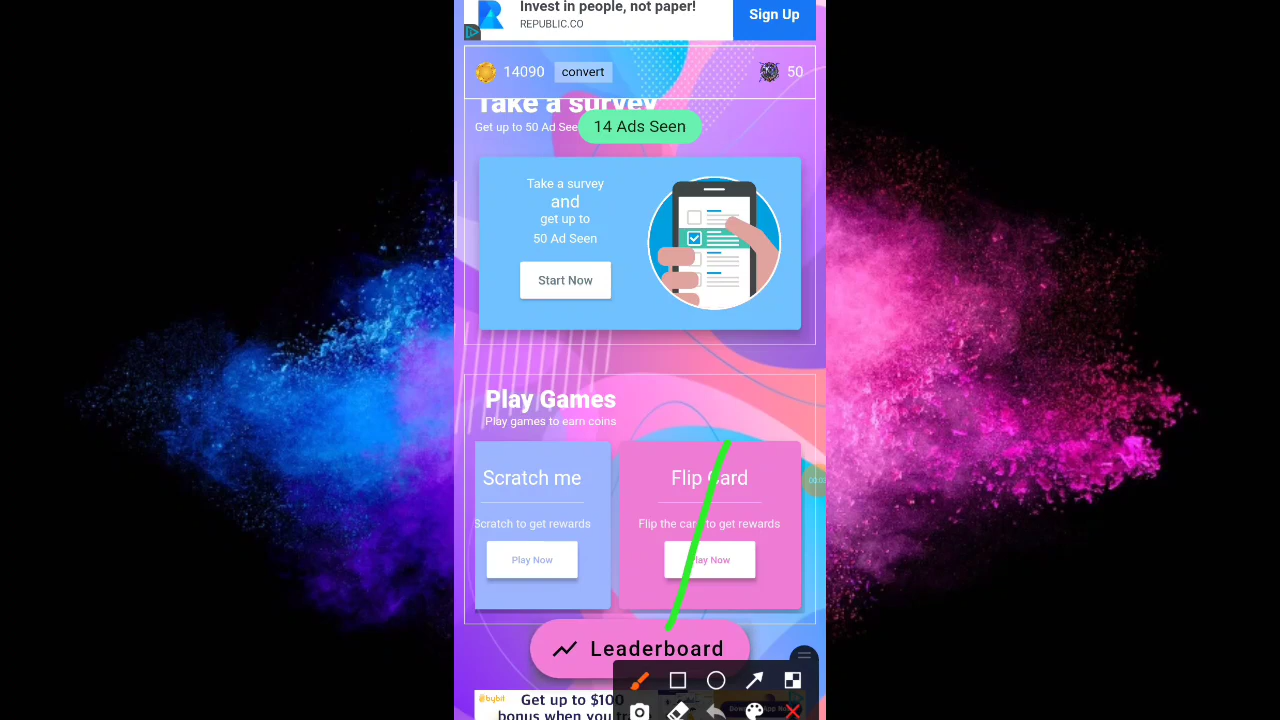 Invest in people, not paper!
REPUBLIC.CO
Sign Up
14090
convert
50
Take a survey
Get up to 50 Ad See
14 Ads Seen
Take a survey
and
get up to
50 Ad Seen
Start Now
Play Games
Play games to earn coins
Scratch me
Flip Card
Scratch to get rewards
Flip the card to get rewards
Play Now
Play Now
Leaderboard
bybit
Get up to $100
bonus when you